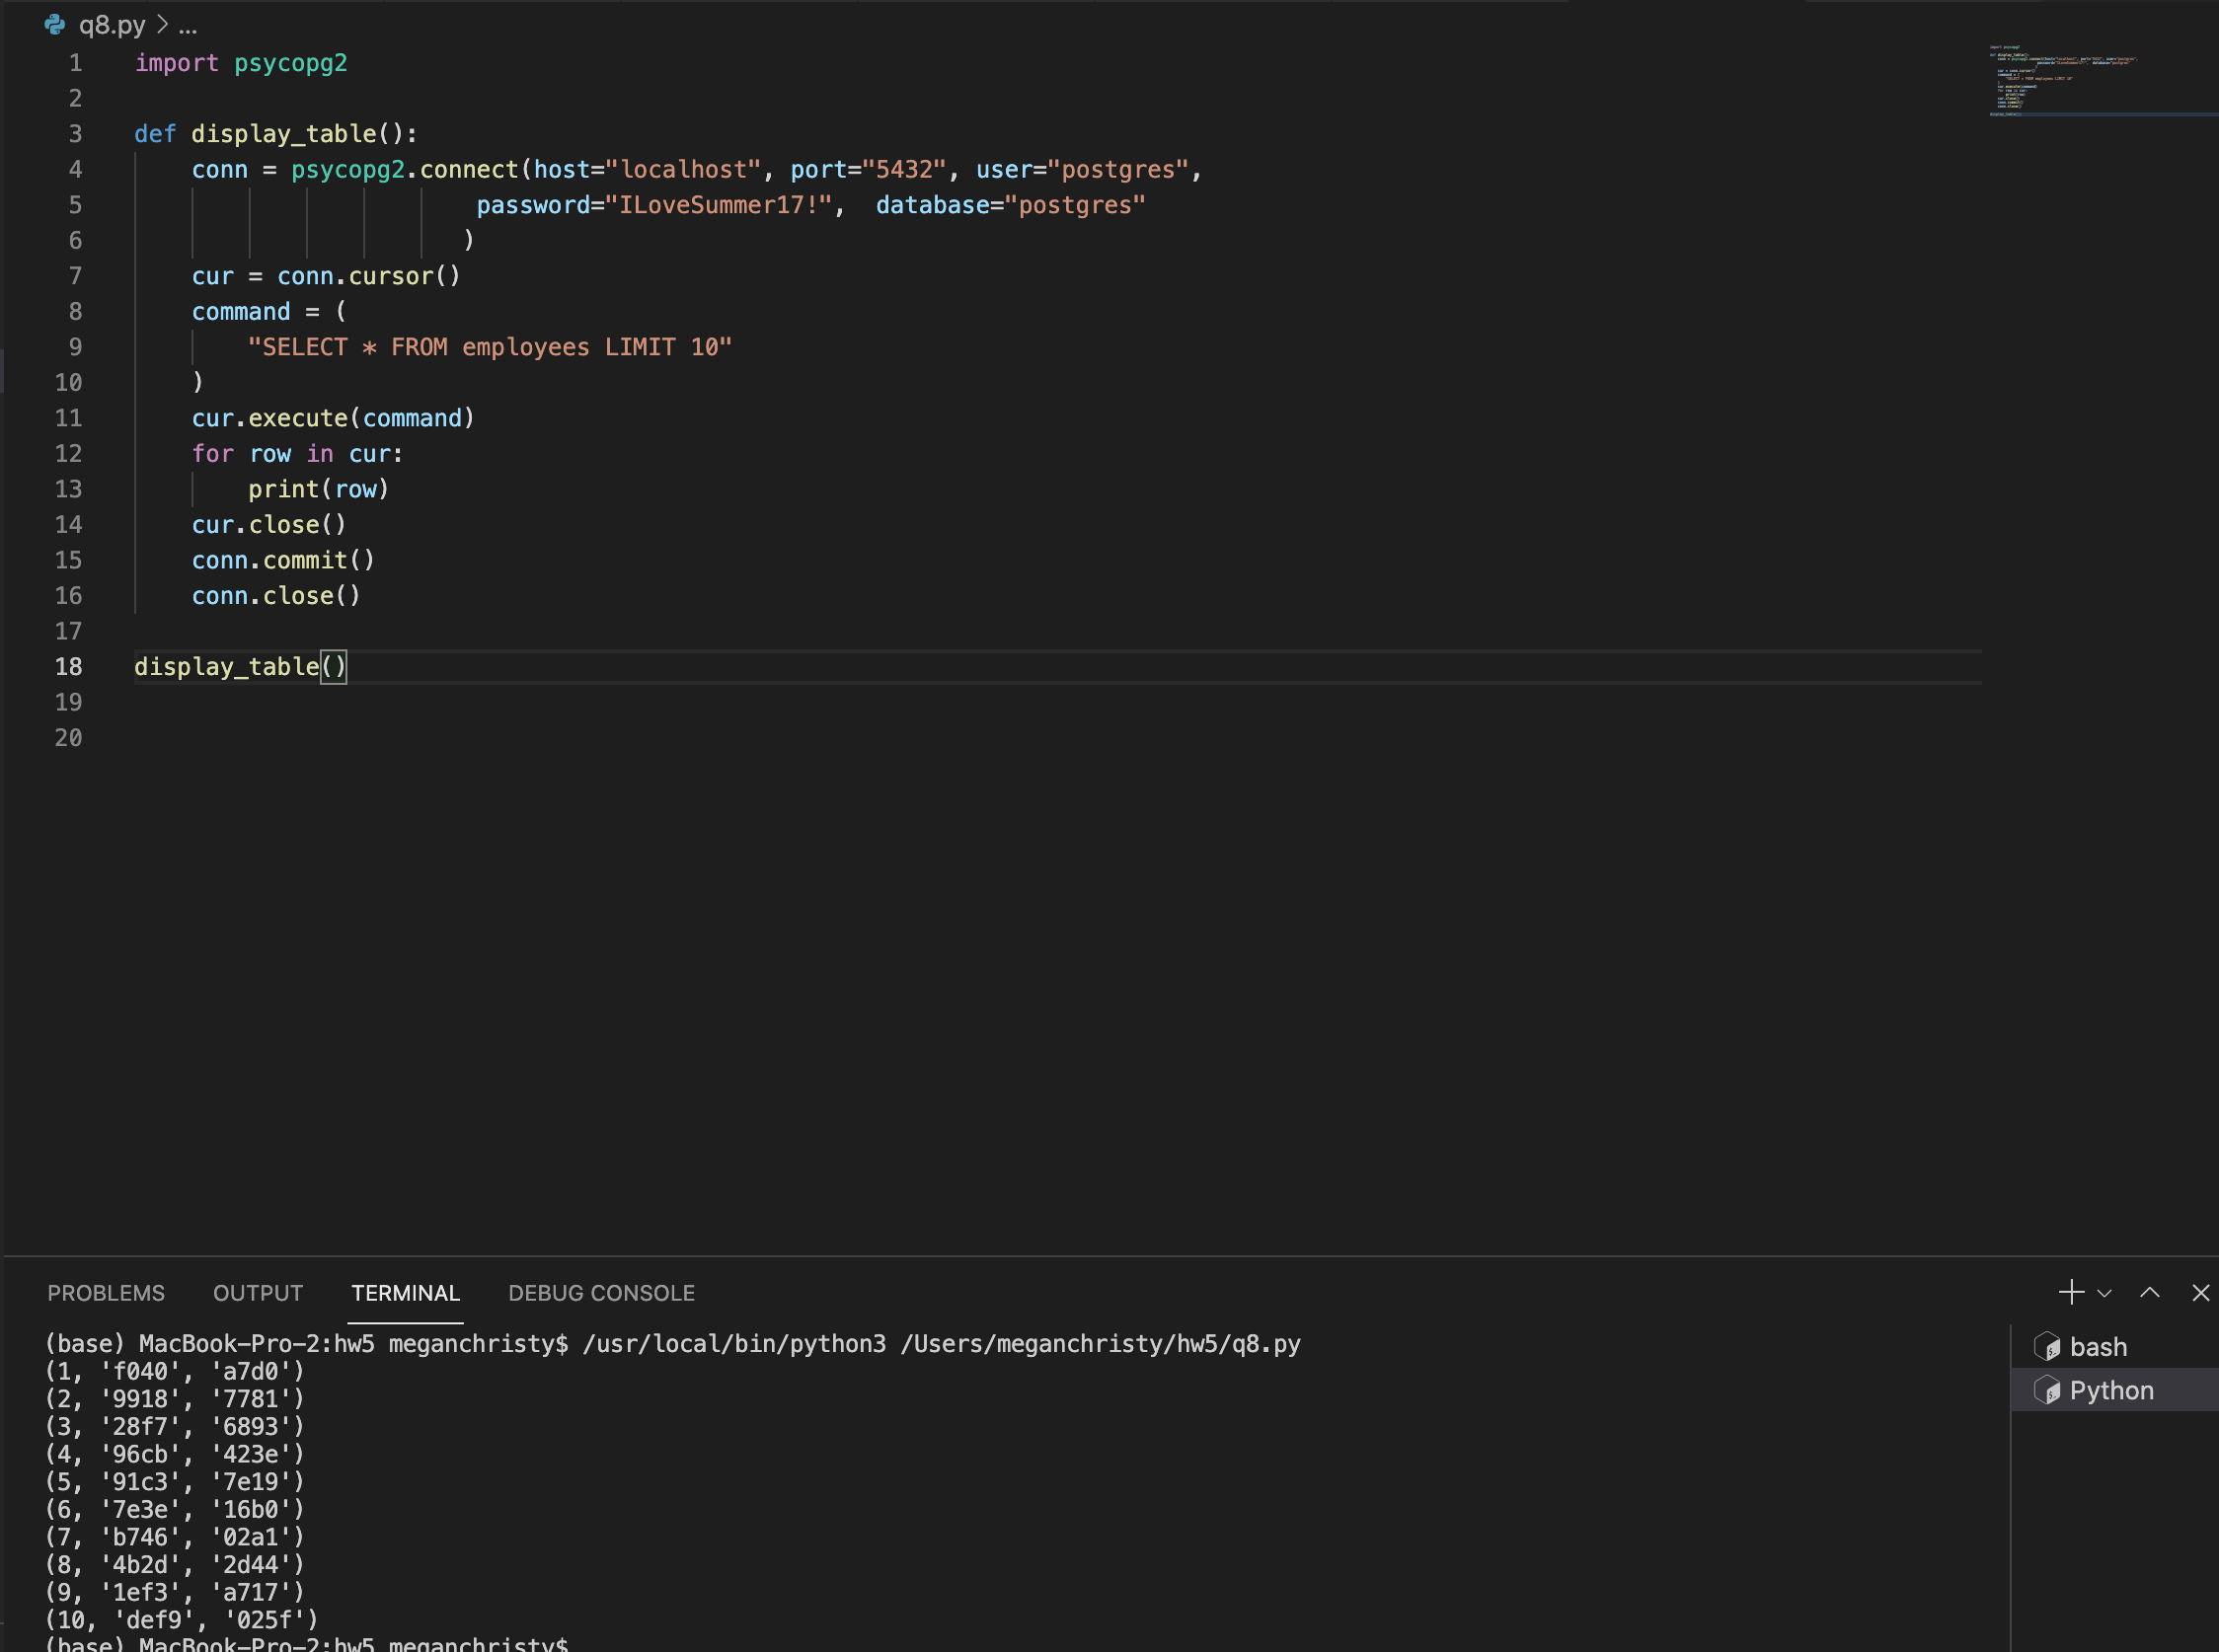 q8.py > ...
1 import psycopg2
2
3 def display_table():
4     conn = psycopg2.connect(host="localhost", port="5432", user="postgres",
5                         password="ILoveSummer17!",  database="postgres"
6                        )
7     cur = conn.cursor()
8     command = (
9         "SELECT * FROM employees LIMIT 10"
10     )
11     cur.execute(command)
12     for row in cur:
13         print(row)
14     cur.close()
15     conn.commit()
16     conn.close()
17
18 display_table()
19
20
PROBLEMS OUTPUT TERMINAL DEBUG CONSOLE
(base) MacBook-Pro-2:hw5 meganchristy$ /usr/local/bin/python3 /Users/meganchristy/hw5/q8.py
(1, 'f040', 'a7d0')
(2, '9918', '7781')
(3, '28f7', '6893')
(4, '96cb', '423e')
(5, '91c3', '7e19')
(6, '7e3e', '16b0')
(7, 'b746', '02a1')
(8, '4b2d', '2d44')
(9, '1ef3', 'a717')
(10, 'def9', '025f')
(base) MacBook-Pro-2:hw5 meganchristy$
bash
Python